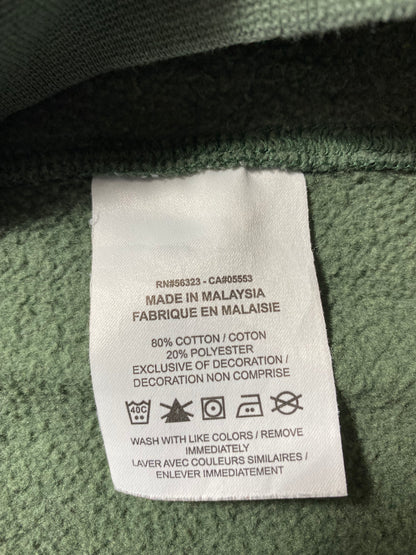 RN#56323 - CA#05553
MADE IN MALAYSIA
FABRIQUE EN MALAISIE
80% COTTON / COTON
20% POLYESTER
EXCLUSIVE OF DECORATION /
DECORATION NON COMPRISE
40C
WASH WITH LIKE COLORS / REMOVE
IMMEDIATELY
LAVER AVEC COULEURS SIMILAIRES /
ENLEVER IMMEDIATEMENT